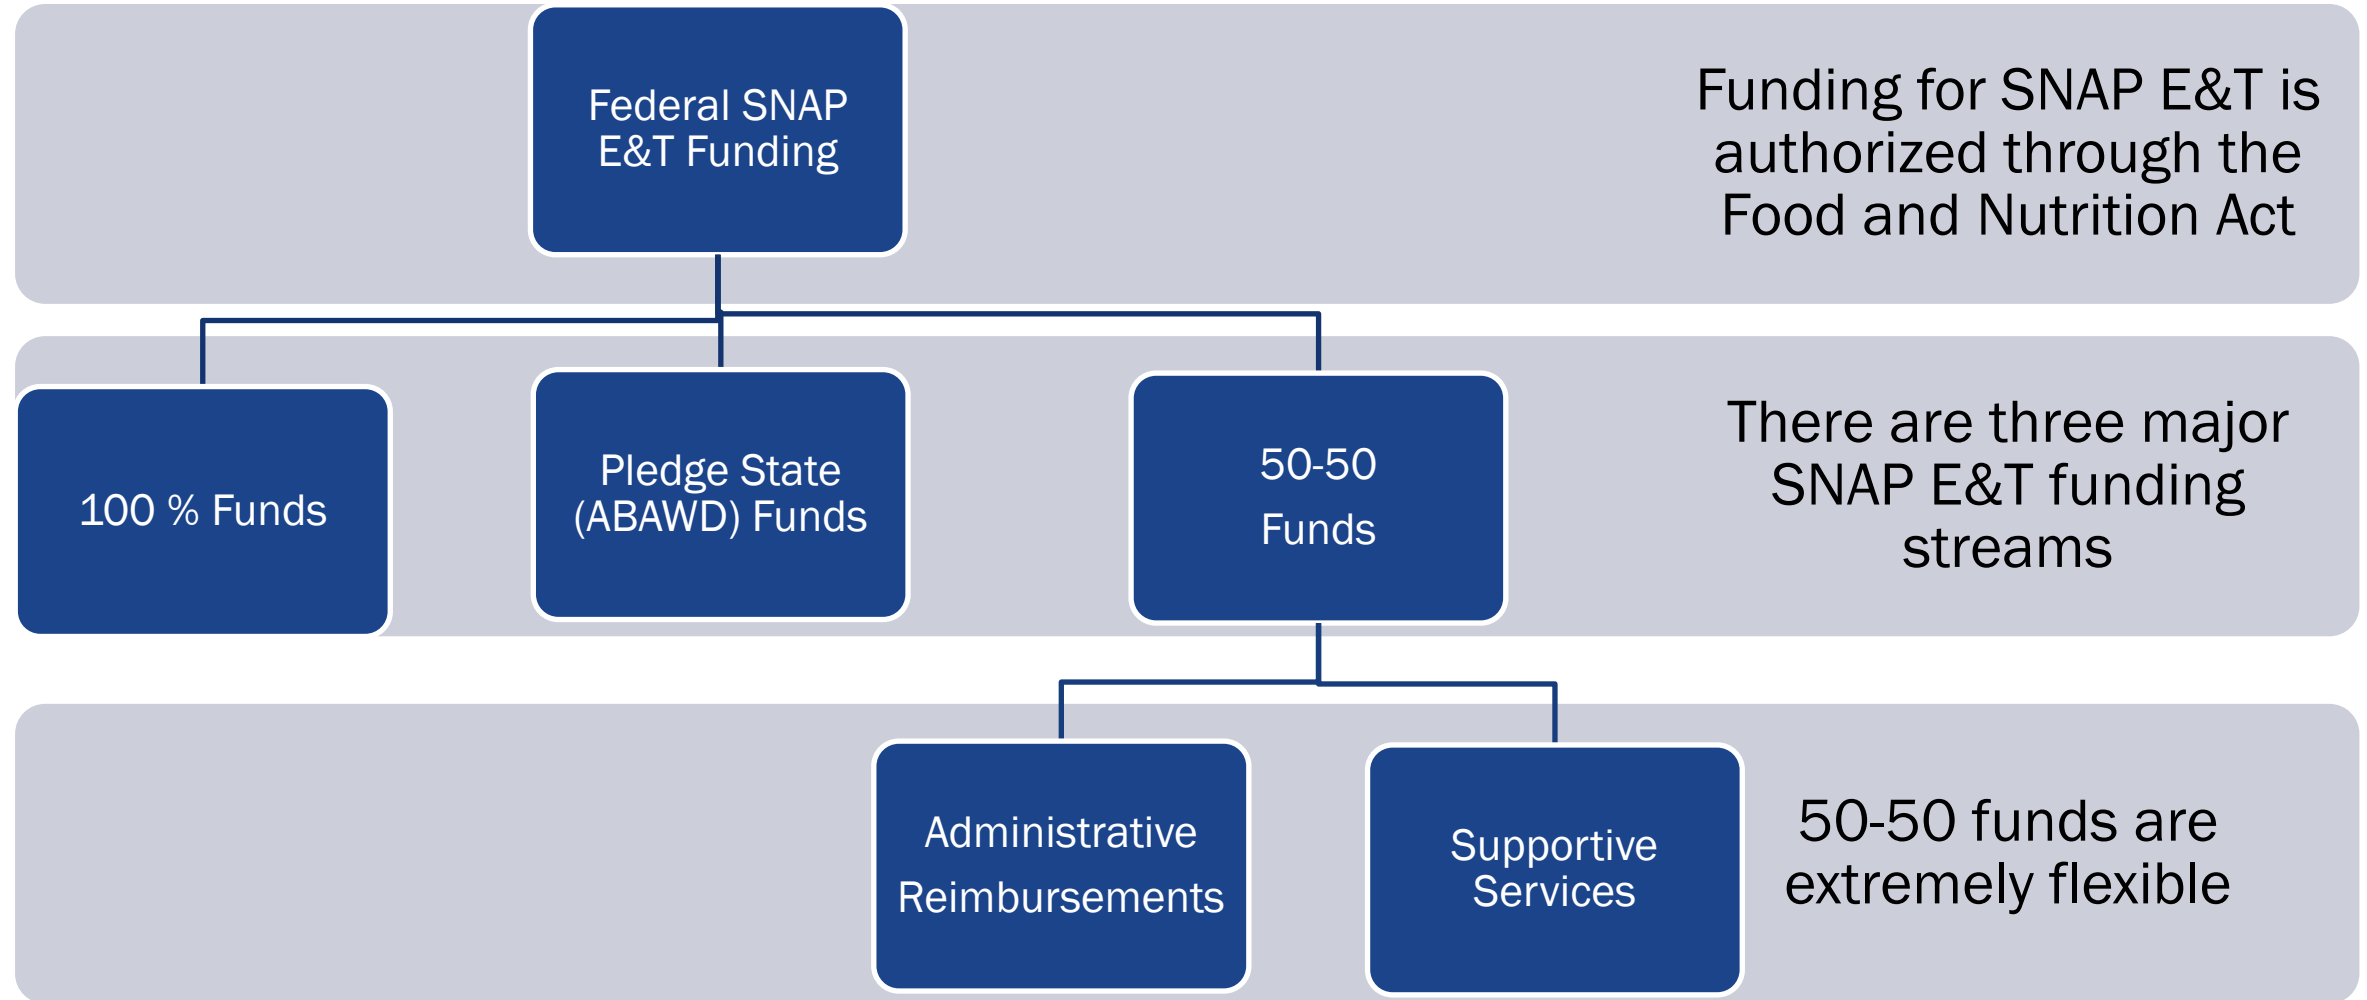 Federal SNAP
E&T Funding
Funding for SNAP E&T is
authorized through the
Food and Nutrition Act
100 % Funds
Pledge State
(ABAWD) Funds
50-50
Funds
There are three major
SNAP E&T funding
streams
Administrative
Reimbursements
Supportive
Services
50-50 funds are
extremely flexible